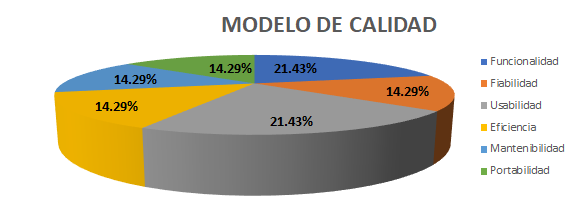 MODELO DE CALIDAD
14.29%
21.43%
14.29%
14.29%
14.29%
21.43%
Funcionalidad
Fiabilidad
Usabilidad
Eficiencia
Mantenibilidad
Portabilidad